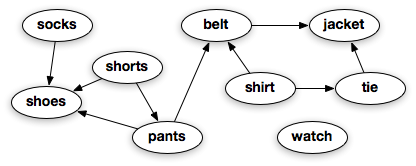 socks
belt
jacket
shorts
shoes
shirt
tie
pants
watch